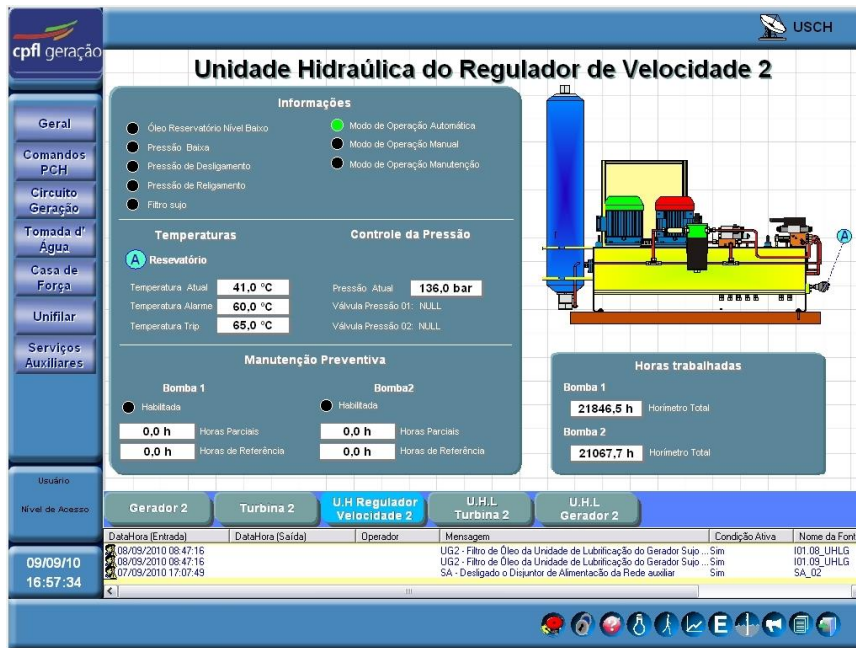 cpfl geração
USCH
Unidade Hidraúlica do Regulador de Velocidade 2
Geral
Comandos
PCH
Circuito
Geração
Tomada d'
Água
Casa de
Força
Unifilar
Serviços
Auxiliares
Usuário
Nível de Acesso
09/09/10
16:57:34
Informações
Óleo Reservatório Nível Baixo
Pressão Baixa
Pressão de Desligamento
Pressão de Religamento
Filtro sujo
Modo de Operação Automática
Modo de Operação Manual
Modo de Operação Manutenção
Temperaturas
A Resevatório
Temperatura Atual 41,0 °C
Temperatura Alarme 60,0 °C
Temperatura Trip 65,0 °C
Controle da Pressão
Pressão Atual 136,0 bar
Válvula Pressão 01: NULL
Válvula Pressão 02: NULL
Manutenção Preventiva
Bomba 1
Habilitada
0,0 h Horas Parciais
0,0 h Horas de Referência
Bomba2
Habilitada
0,0 h Horas Parciais
0,0 h Horas de Referência
A
Horas trabalhadas
Bomba 1
21846,5 h Horímetro Total
Bomba 2
21067,7 h Horímetro Total
Gerador 2
Turbina 2
U.H Regulador
Velocidade 2
U.H.L
Turbina 2
U.H.L
Gerador 2
DataHora (Entrada) DataHora (Saída) Operador Mensagem Condição Ativa Nome da Font
08/09/2010 08:47:16 UG2 - Filtro de Óleo da Unidade de Lubrificação do Gerador Sujo ... Sim I01.08_UHLG
08/09/2010 08:47:16 UG2 - Filtro de Óleo da Unidade de Lubrificação do Gerador Sujo ... Sim I01.09_UHLG
07/09/2010 17:07:49 SA - Desligado o Disjuntor de Alimentacão da Rede auxiliar Sim SA_02
E